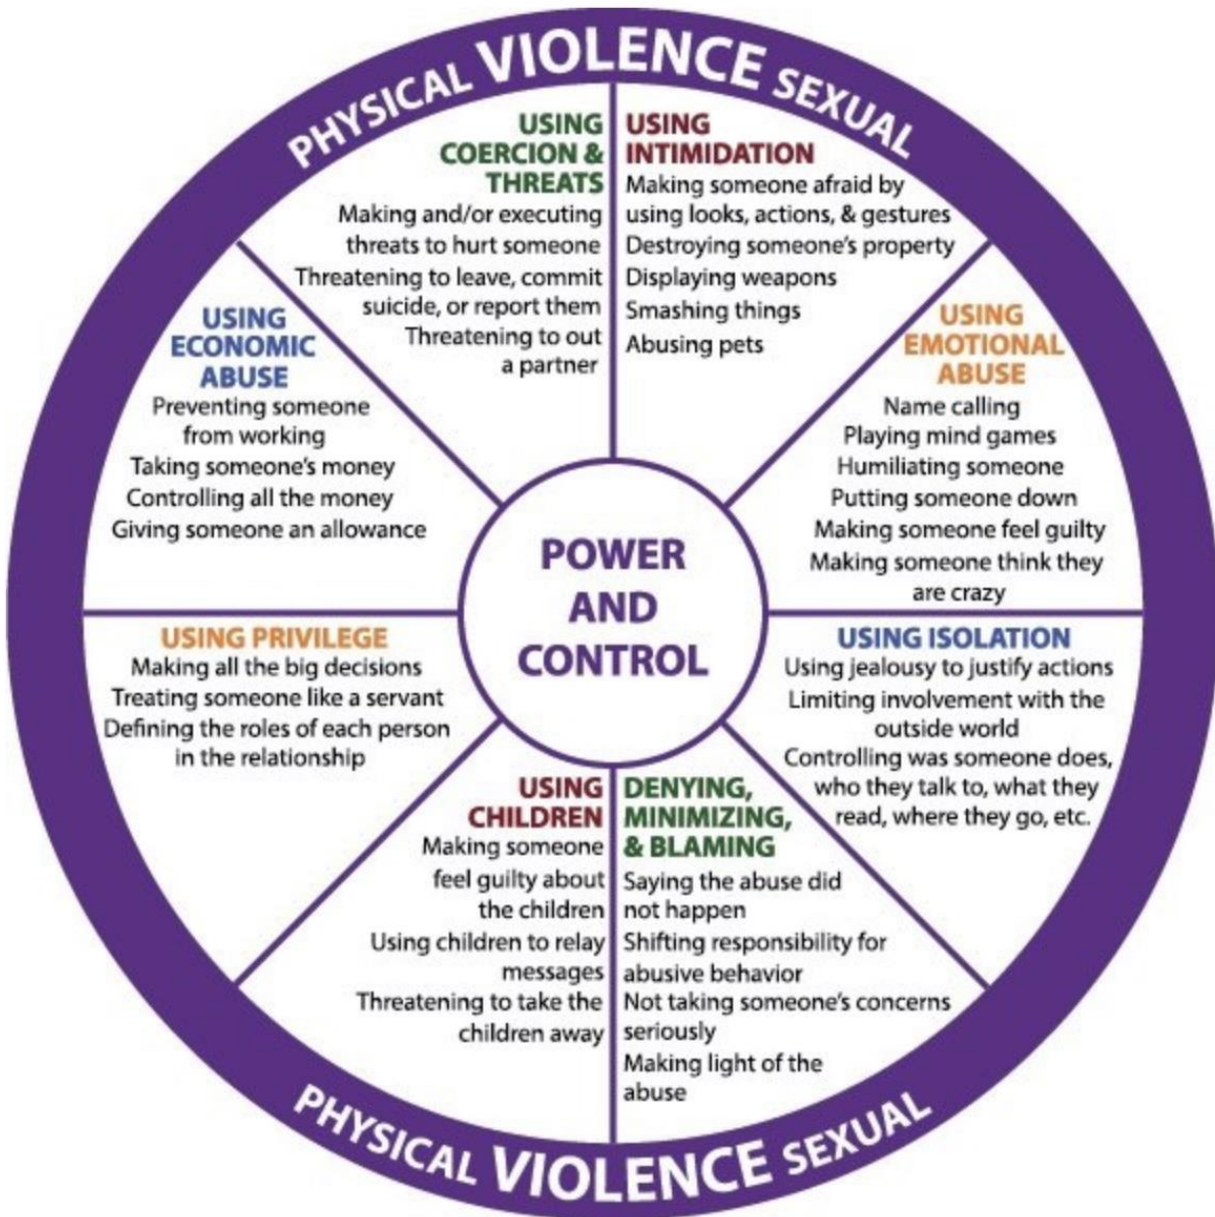 PHYSICAL VIOLENCE SEXUAL
USING
COERCION &
THREATS
Making and/or executing
threats to hurt someone
Threatening to leave, commit
suicide, or report them
Threatening to out
a partner
USING
INTIMIDATION
Making someone afraid by
using looks, actions, & gestures
Destroying someone's property
Displaying weapons
Smashing things
Abusing pets
USING
ECONOMIC
ABUSE
Preventing someone
from working
Taking someone's money
Controlling all the money
Giving someone an allowance
USING
EMOTIONAL
ABUSE
Name calling
Playing mind games
Humiliating someone
Putting someone down
Making someone feel guilty
Making someone think they
are crazy
POWER
AND
CONTROL
USING PRIVILEGE
Making all the big decisions
Treating someone like a servant
Defining the roles of each person
in the relationship
USING ISOLATION
Using jealousy to justify actions
Limiting involvement with the
outside world
Controlling was someone does,
who they talk to, what they
read, where they go, etc.
USING
CHILDREN
Making someone
feel guilty about
the children
Using children to relay
messages
Threatening to take the
children away
DENYING,
MINIMIZING,
& BLAMING
Saying the abuse did
not happen
Shifting responsibility for
abusive behavior
Not taking someone's concerns
seriously
Making light of the
abuse
PHYSICAL VIOLENCE SEXUAL